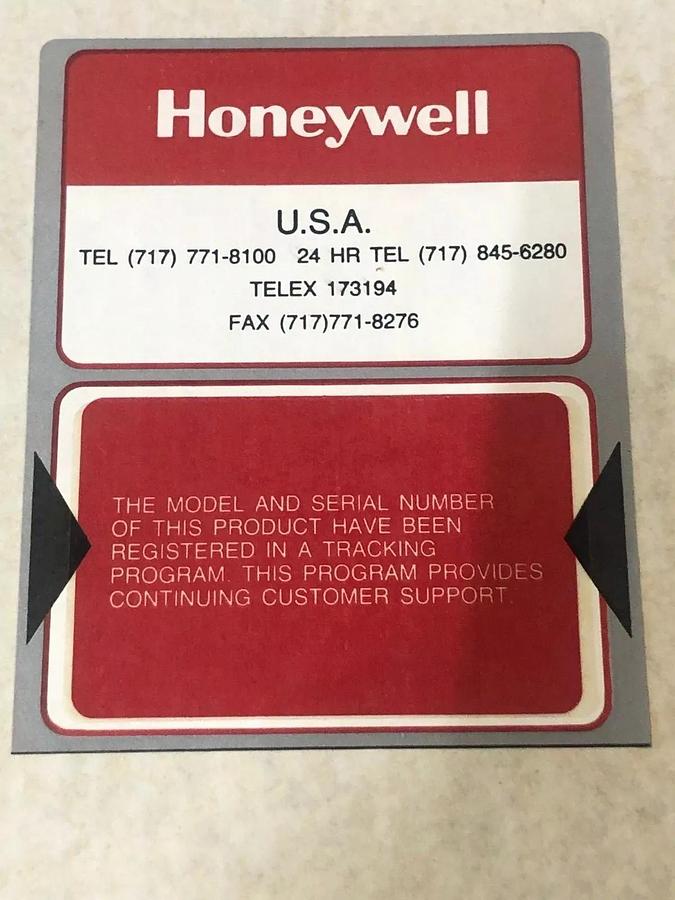 Honeywell
U.S.A.
TEL (717) 771-8100 24 HR TEL (717) 845-6280
TELEX 173194
FAX (717)771-8276
THE MODEL AND SERIAL NUMBER
OF THIS PRODUCT HAVE BEEN
REGISTERED IN A TRACKING
PROGRAM. THIS PROGRAM PROVIDES
CONTINUING CUSTOMER SUPPORT.